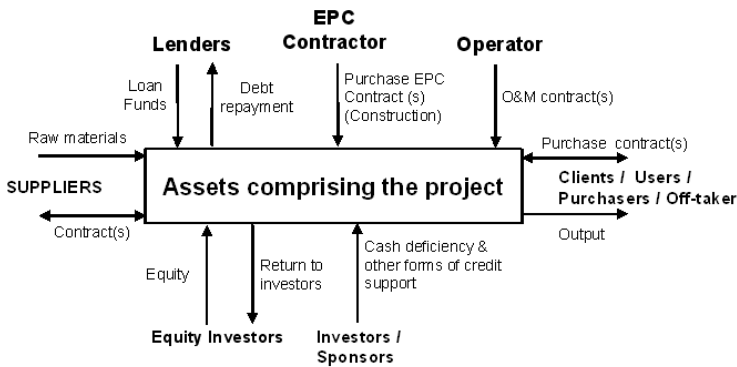 EPC
Lenders Contractor Operator
Loan
Funds
Debt
repayment
Purchase EPC
Contract (s)
(Construction)
O&M contract(s)
Raw materials
Purchase contract(s)
SUPPLIERS
Assets comprising the project
Clients / Users /
Purchasers / Off-taker
Contract(s)
Output
Equity
Return to
investors
Cash deficiency &
other forms of credit
support
Equity Investors
Investors /
Sponsors